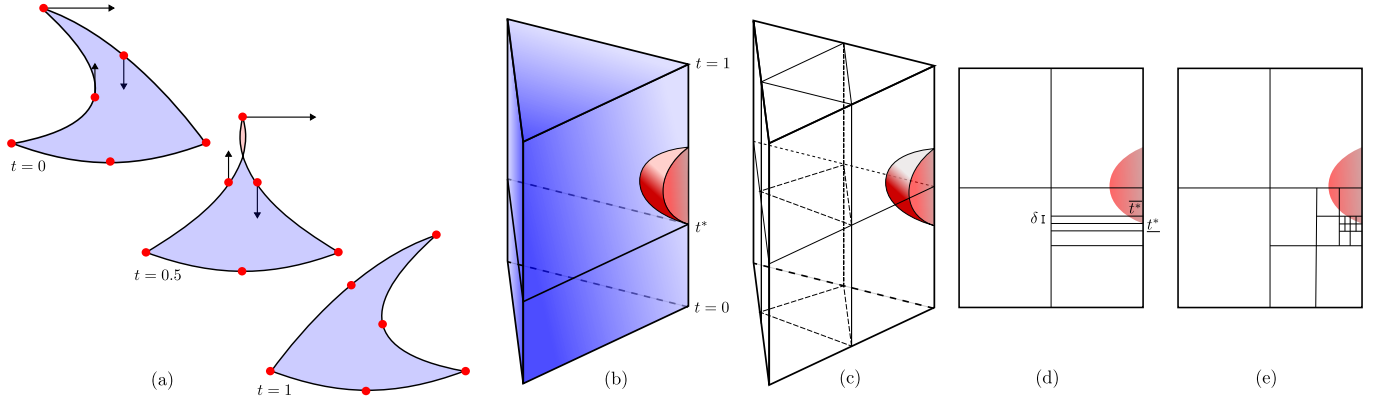 t = 0
t = 0.5
t = 1
(a)
t = 1
t*
t = 0
(b)
(c)
δ
t*
t*
(d)
(e)